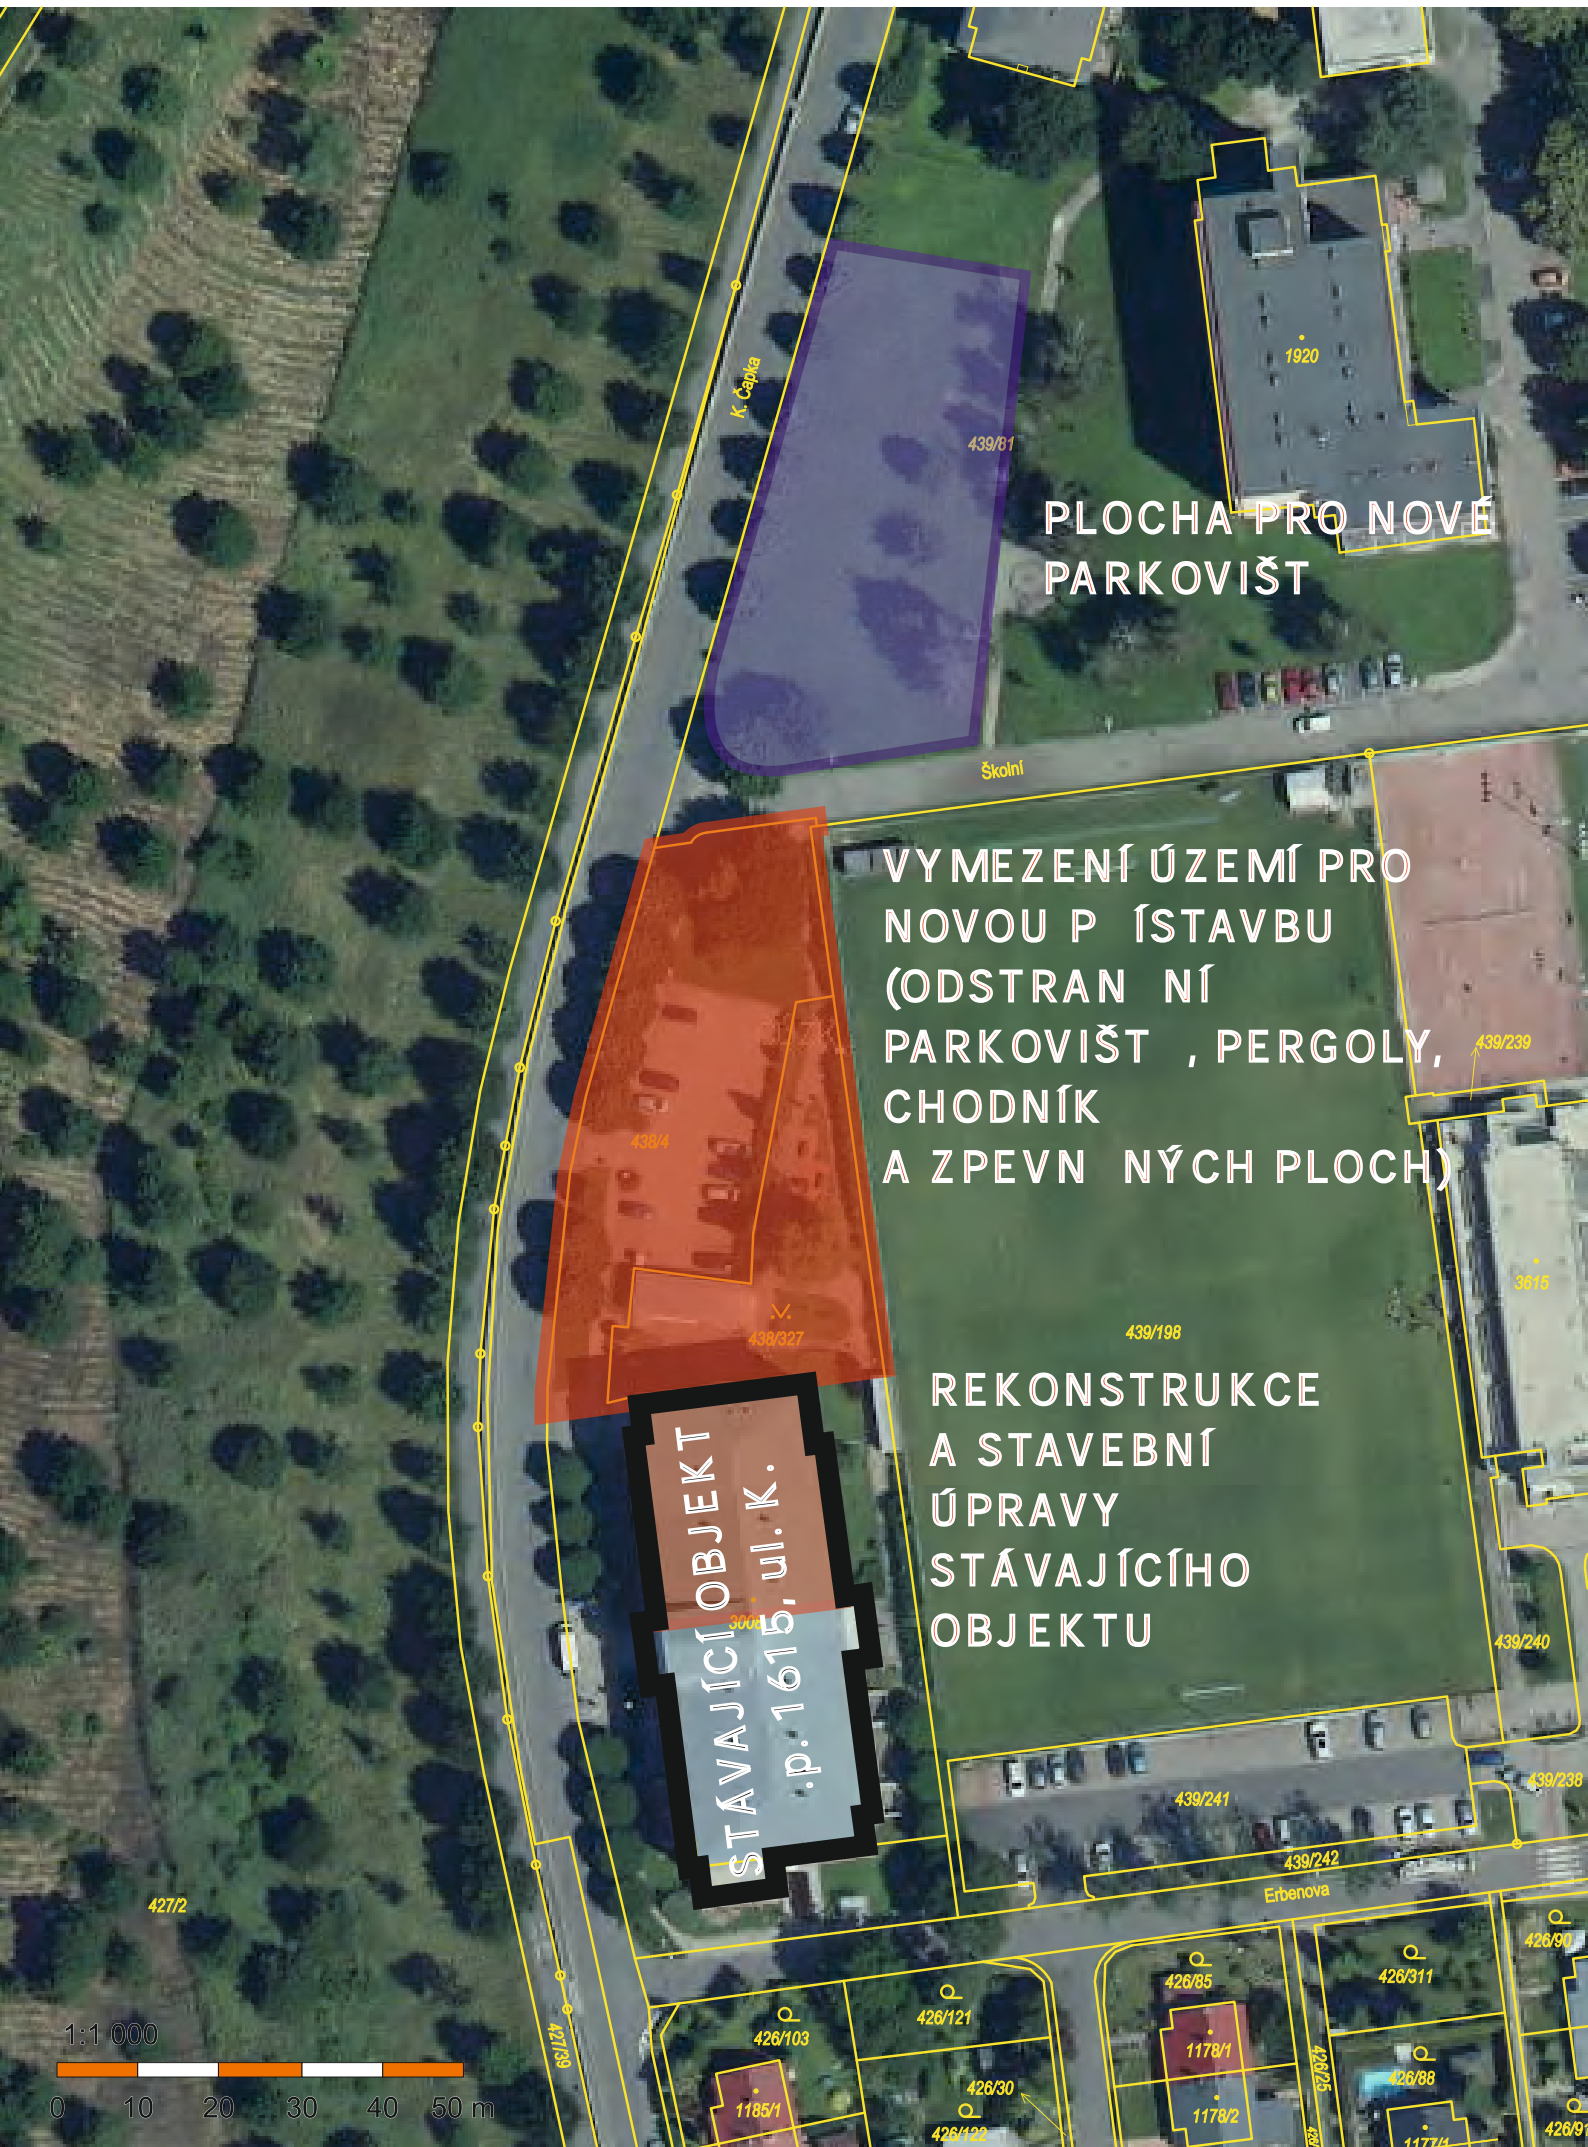 K. Čapka
1920
439/81
PLOCHA PRO NOVÉ
PARKOVIŠT
Školní
VYMEZENÍ ÚZEMÍ PRO
NOVOU P ÍSTAVBU
(ODSTRAN NÍ
PARKOVIŠT , PERGOLY,
CHODNÍK
A ZPEVN NÝCH PLOCH)
439/239
438/4
3615
439/198
438/327
REKONSTRUKCE
A STAVEBNÍ
ÚPRAVY
STÁVAJÍCÍHO
OBJEKTU
STÁVAJÍCÍ OBJEKT
.p. 1615, ul. K.
439/240
439/238
439/241
439/242
Erbenova
427/2
426/90
426/311
426/85
426/121
426/103
1:1 000
427/39
1178/1
426/25
426/88
426/30
1185/1
1178/2
426/122
426/91
1177/1
0 10 20 30 40 50 m